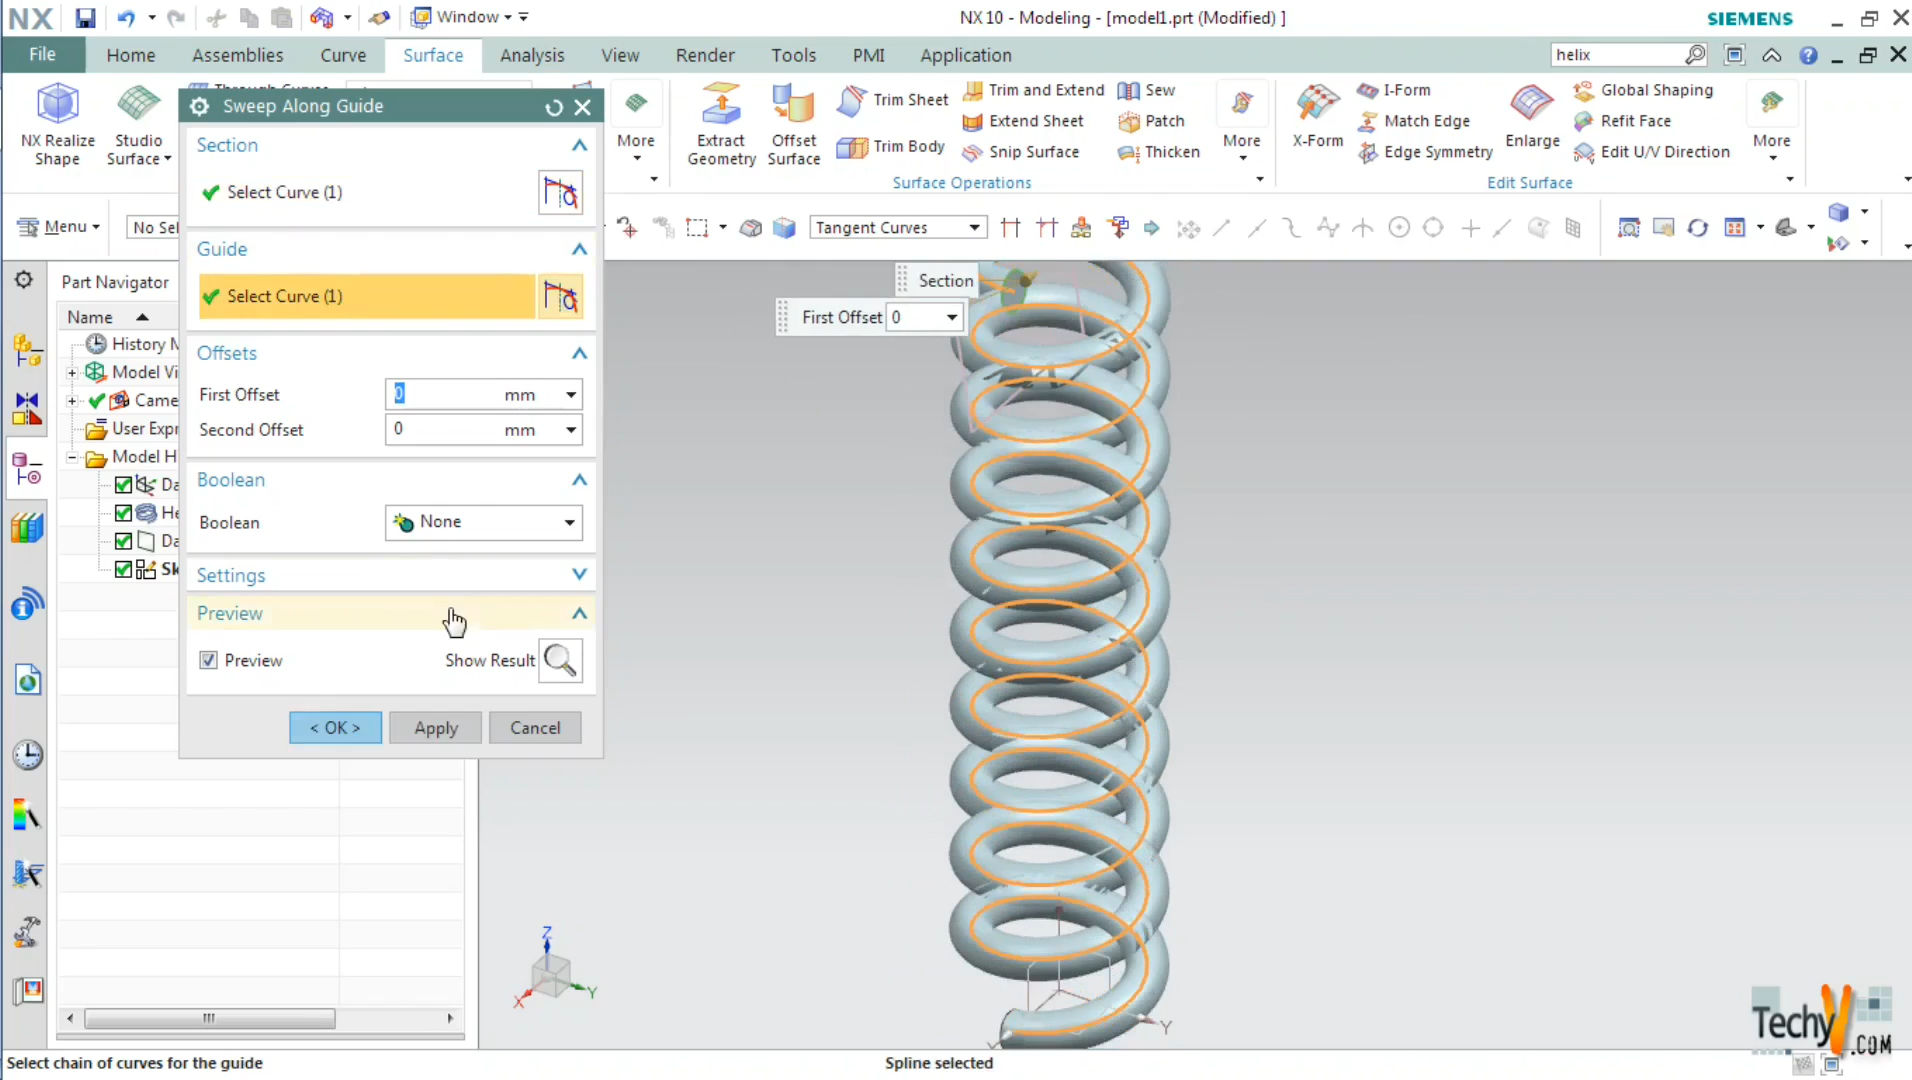 NX
Window
NX 10 - Modeling - [model1.prt (Modified) ]
SIEMENS
File
Home
Assemblies
Curve
Surface
Analysis
View
Render
Tools
PMI
Application
helix
NX Realize
Shape
Studio
Surface
More
Extract
Geometry
Offset
Surface
Trim Sheet
Trim Body
Trim and Extend
Extend Sheet
Snip Surface
Sew
Patch
Thicken
More
Surface Operations
X-Form
I-Form
Match Edge
Edge Symmetry
Enlarge
Global Shaping
Refit Face
Edit U/V Direction
More
Edit Surface
Menu
No Sel
Tangent Curves
Sweep Along Guide
Section
Select Curve (1)
Guide
Select Curve (1)
Offsets
First Offset
0
mm
Second Offset
0
mm
Boolean
Boolean
None
Settings
Preview
Preview
Show Result
< OK >
Apply
Cancel
Part Navigator
Name
History M
Model Vi
Came
User Expr
Model H
Da
He
Da
Sk
Section
First Offset 0
Z
X
Y
Y
TechyV
.COM
Select chain of curves for the guide
Spline selected